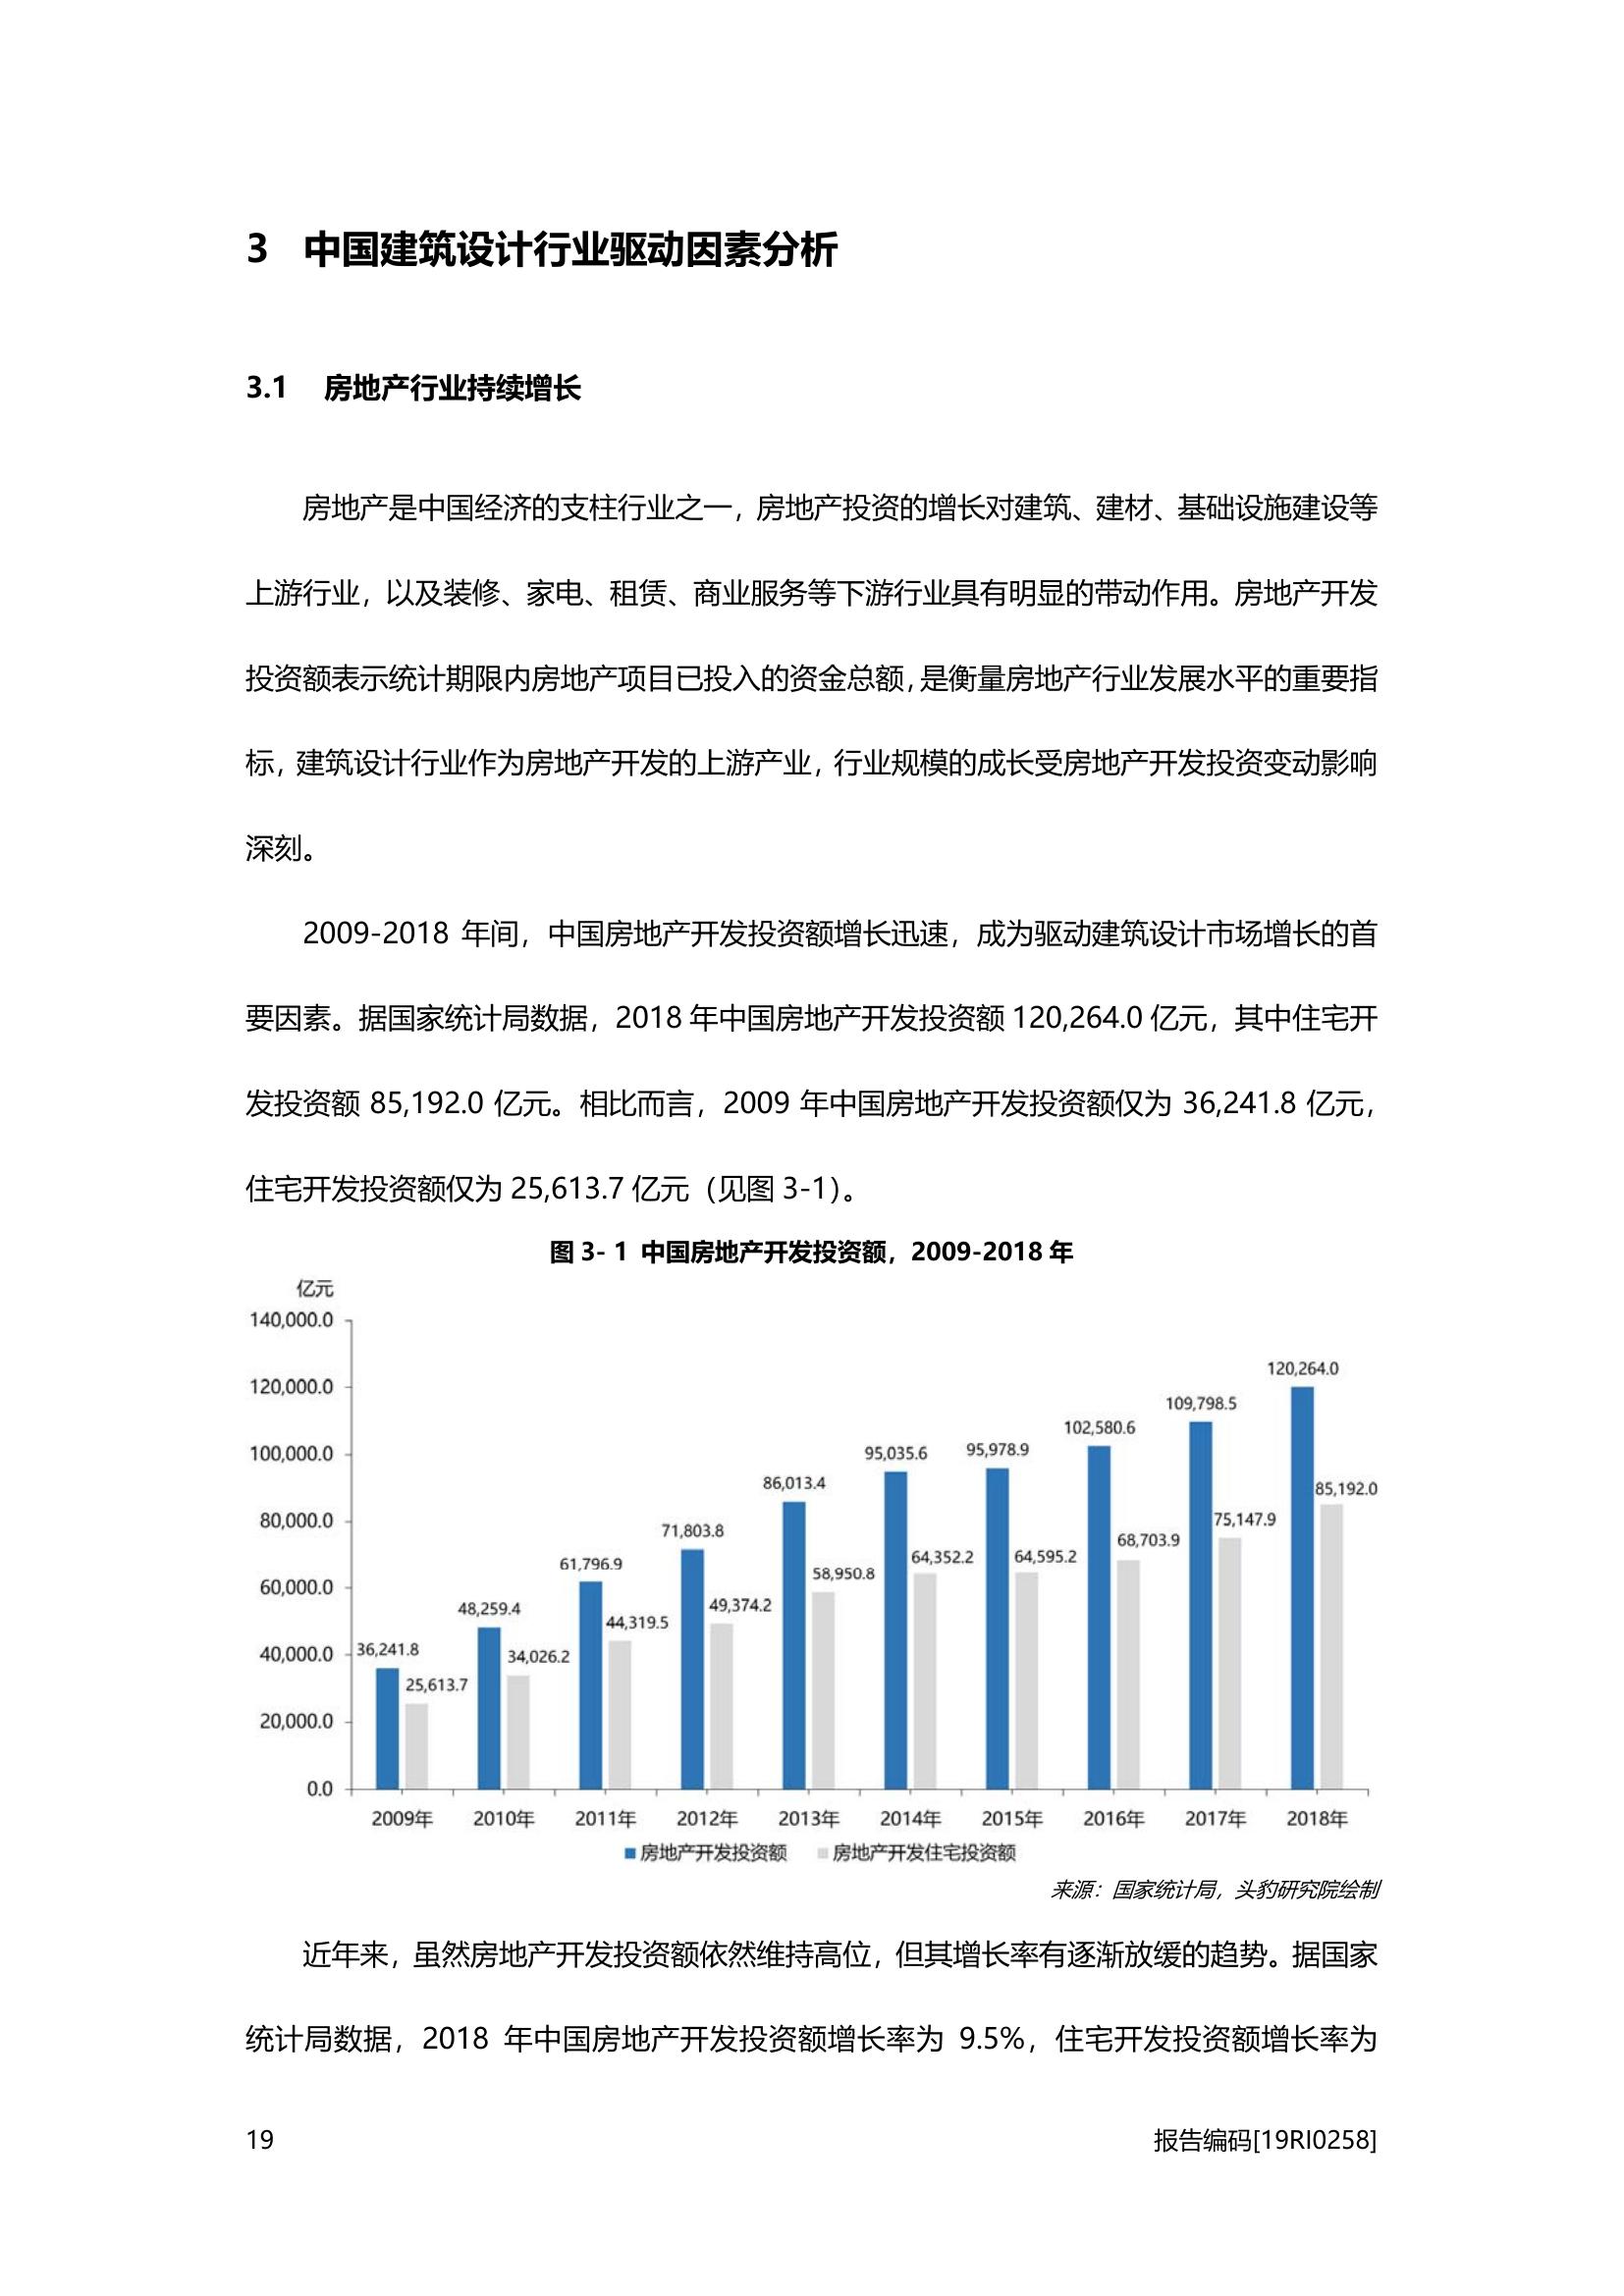 3 中国建筑设计行业驱动因素分析
3.1 房地产行业持续增长
房地产是中国经济的支柱行业之一，房地产投资的增长对建筑、建材、基础设施建设等
上游行业，以及装修、家电、租赁、商业服务等下游行业具有明显的带动作用。房地产开发
投资额表示统计期限内房地产项目已投入的资金总额，是衡量房地产行业发展水平的重要指
标，建筑设计行业作为房地产开发的上游产业，行业规模的成长受房地产开发投资变动影响
深刻。
2009-2018 年间，中国房地产开发投资额增长迅速，成为驱动建筑设计市场增长的首
要因素。据国家统计局数据，2018 年中国房地产开发投资额 120,264.0 亿元，其中住宅开
发投资额 85,192.0 亿元。相比而言，2009 年中国房地产开发投资额仅为 36,241.8 亿元，
住宅开发投资额仅为 25,613.7 亿元（见图 3-1）。
图 3- 1 中国房地产开发投资额，2009-2018 年
亿元
140,000.0
120,000.0
100,000.0
80,000.0
60,000.0
40,000.0
20,000.0
0.0
36,241.8
25,613.7
48,259.4
34,026.2
61,796.9
44,319.5
71,803.8
49,374.2
86,013.4
58,950.8
95,035.6
64,352.2
95,978.9
64,595.2
102,580.6
68,703.9
109,798.5
75,147.9
120,264.0
85,192.0
2009年 2010年 2011年 2012年 2013年 2014年 2015年 2016年 2017年 2018年
房地产开发投资额 房地产开发住宅投资额
来源：国家统计局，头豹研究院绘制
近年来，虽然房地产开发投资额依然维持高位，但其增长率有逐渐放缓的趋势。据国家
统计局数据，2018 年中国房地产开发投资额增长率为 9.5%，住宅开发投资额增长率为
19 报告编码[19RI0258]